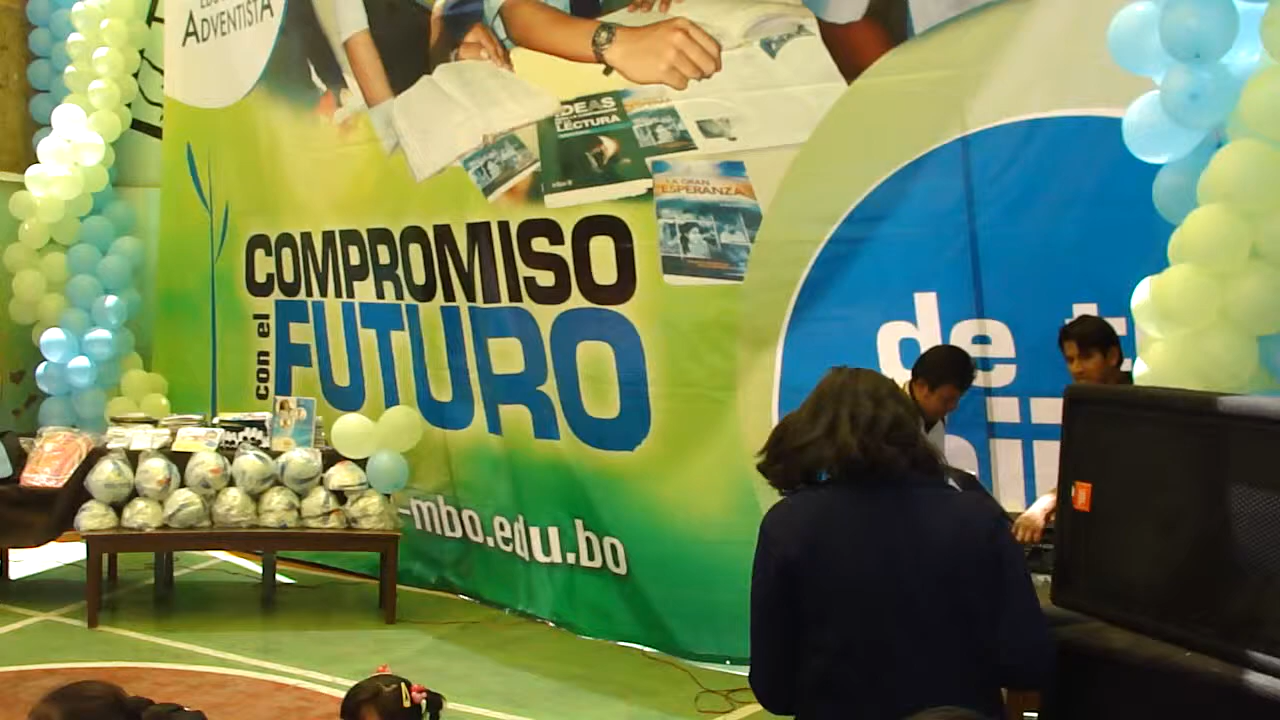 ADVENTISTA
IDEAS
LECTURA
LA GRAN
ESPERANZA
COMPROMISO
con el
FUTURO
-mbo.edu.bo
de t